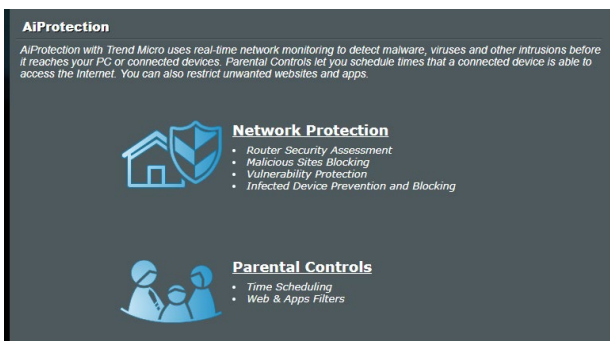 AiProtection
AiProtection with Trend Micro uses real-time network monitoring to detect malware, viruses and other intrusions before
it reaches your PC or connected devices. Parental Controls let you schedule times that a connected device is able to
access the Internet. You can also restrict unwanted websites and apps.
Network Protection
• Router Security Assessment
• Malicious Sites Blocking
• Vulnerability Protection
• Infected Device Prevention and Blocking
Parental Controls
• Time Scheduling
• Web & Apps Filters